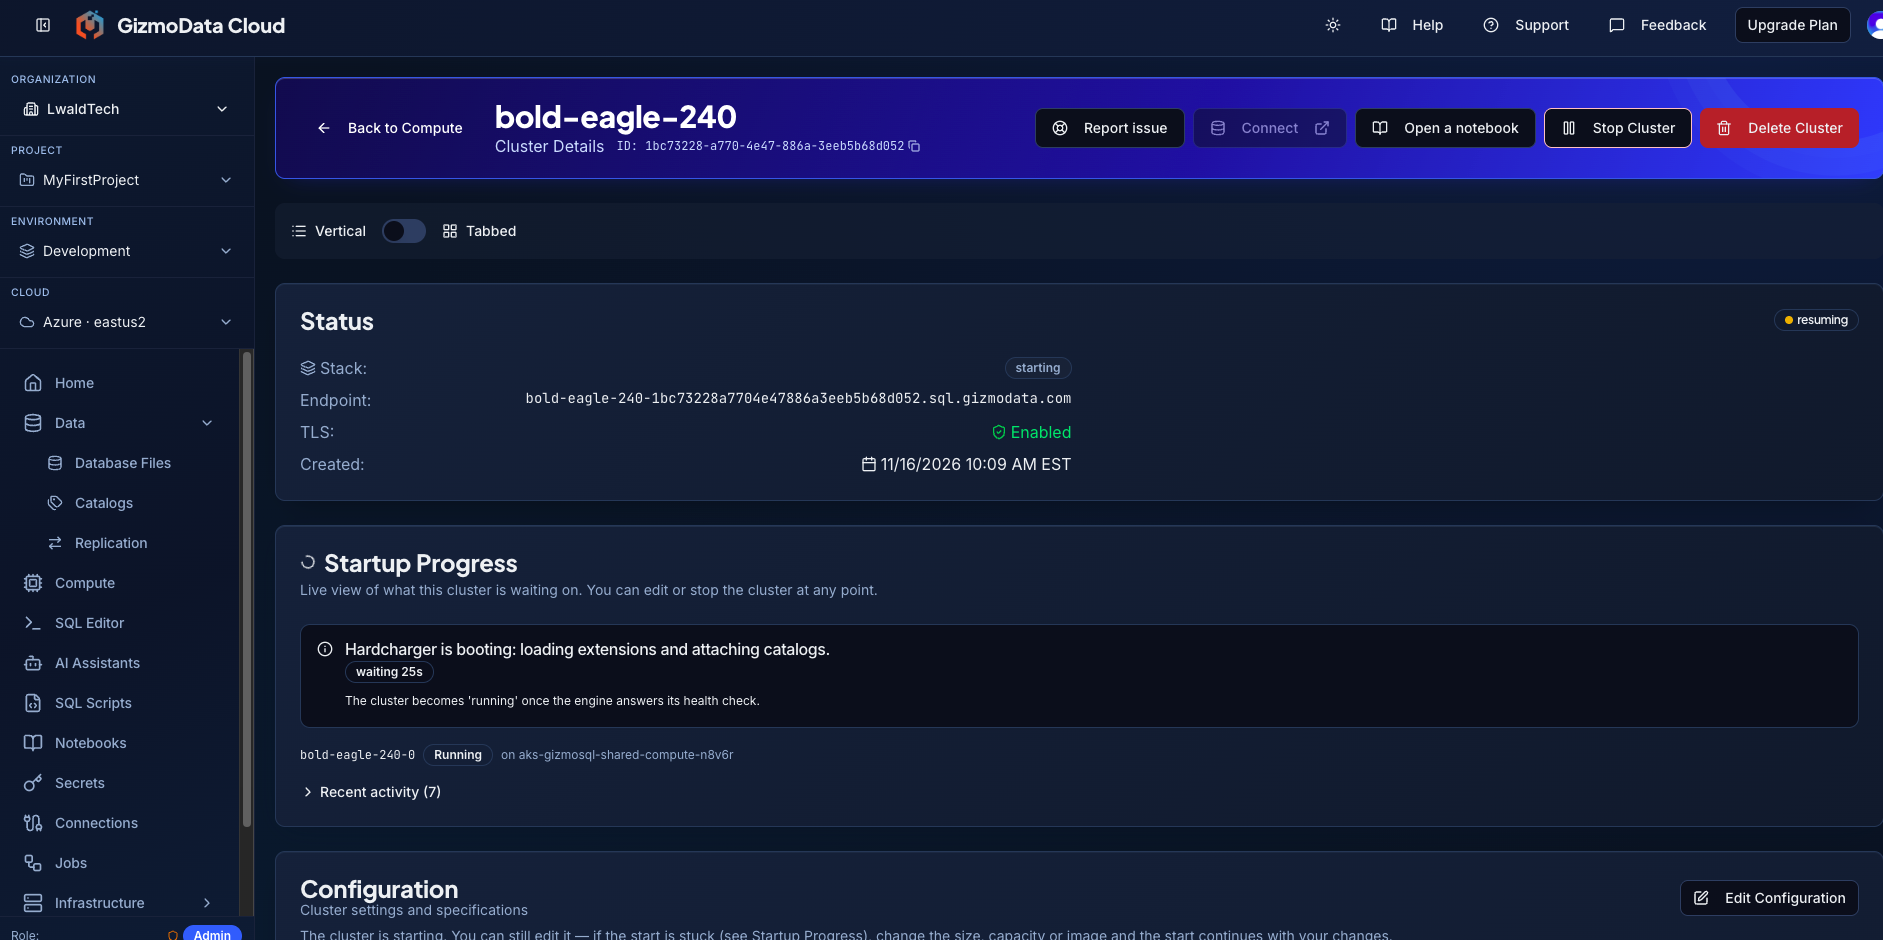 GizmoData Cloud
Help
Support
Feedback
Upgrade Plan
ORGANIZATION
LwaldTech
PROJECT
MyFirstProject
ENVIRONMENT
Development
CLOUD
Azure · eastus2
Home
Data
Database Files
Catalogs
Replication
Compute
SQL Editor
AI Assistants
SQL Scripts
Notebooks
Secrets
Connections
Jobs
Infrastructure
Role:
Admin
Back to Compute
bold-eagle-240
Cluster Details ID: 1bc73228-a770-4e47-886a-3eeb5b68d052
Report issue
Connect
Open a notebook
Stop Cluster
Delete Cluster
Vertical
Tabbed
Status
resuming
Stack: starting
Endpoint: bold-eagle-240-1bc73228a7704e47886a3eeb5b68d052.sql.gizmodata.com
TLS: Enabled
Created: 11/16/2026 10:09 AM EST
Startup Progress
Live view of what this cluster is waiting on. You can edit or stop the cluster at any point.
Hardcharger is booting: loading extensions and attaching catalogs.
waiting 25s
The cluster becomes 'running' once the engine answers its health check.
bold-eagle-240-0 Running on aks-gizmosql-shared-compute-n8v6r
Recent activity (7)
Configuration
Cluster settings and specifications
Edit Configuration
The cluster is starting. You can still edit it — if the start is stuck (see Startup Progress), change the size, capacity or image and the start continues with your changes.